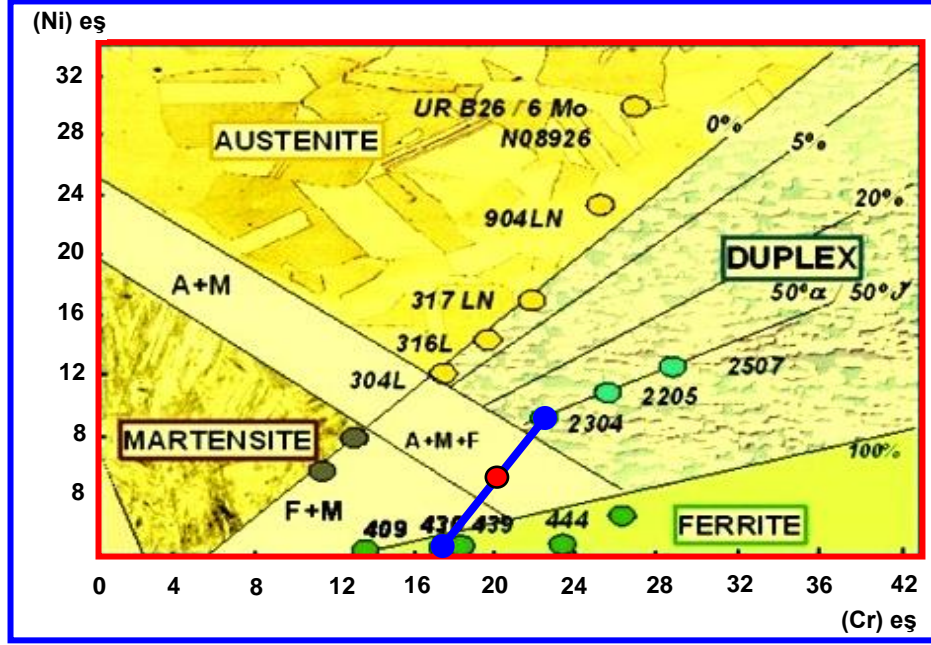 (Ni) eş
32
28
24
20
16
12
8
8
UR B26 / 6 Mo
N08926
AUSTENITE
0%
5%
904LN
20%
DUPLEX
A+M
317 LN
50%α 50%γ
316L
304L
2507
2205
2304
MARTENSITE
A+M+F
100%
F+M
409 430 439 444
FERRITE
0 4 8 12 16 20 24 28 32 36 42
(Cr) eş